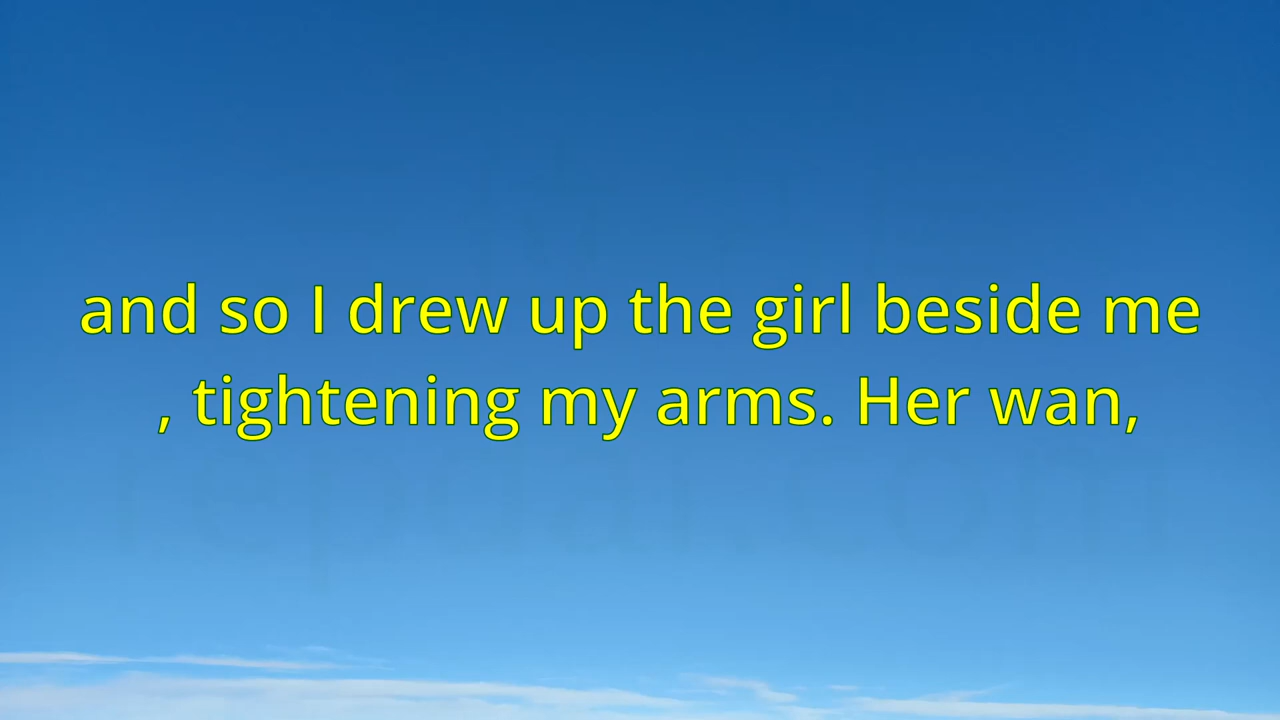 and so I drew up the girl beside me
, tightening my arms. Her wan,